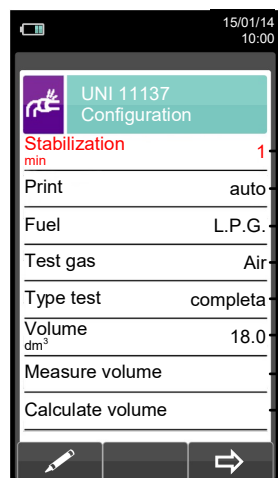 15/01/14
10:00
UNI 11137
Configuration
Stabilization
min
1
Print auto
Fuel L.P.G.
Test gas Air
Type test completa
Volume
dm³
18.0
Measure volume
Calculate volume